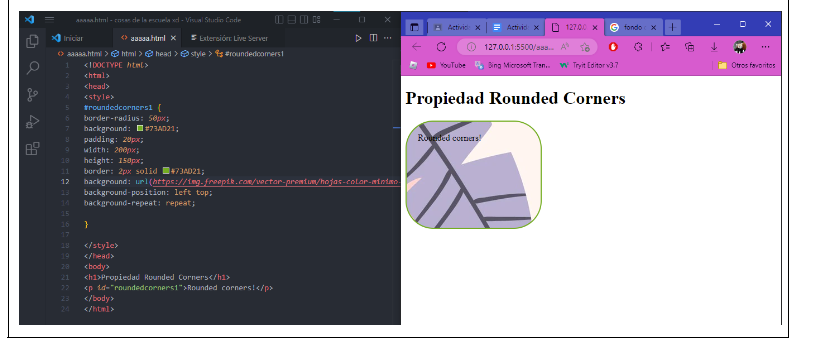 aaaaa.html - cosas de la escuela xd - Visual Studio Code
Inicio
aaaaa.html
Extensión: Live Server
aaaaa.html > html > head > style > #roundedcorners1
1 <!DOCTYPE html>
2 <html>
3 <head>
4 <style>
5 #roundedcorners1 {
6 border-radius: 50px;
7 background: #73AD21;
8 padding: 20px;
9 width: 200px;
10 height: 150px;
11 border: 2px solid #73AD21;
12 background: url(https://img.freepik.com/vector-premium/hojas-color-minimo-
13 background-position: left top;
14 background-repeat: repeat;
15
16 }
17
18 </style>
19 </head>
20 <body>
21 <h1>Propiedad Rounded Corners</h1>
22 <p id="roundedcorners1">Rounded corners!</p>
23 </body>
24 </html>
Activid
Activid
127.0.0
fondo
127.0.0.1:5500/aaa...
YouTube
Bing Microsoft Tran...
Tryit Editor v3.7
Otros favoritos
Propiedad Rounded Corners
Rounded corners!